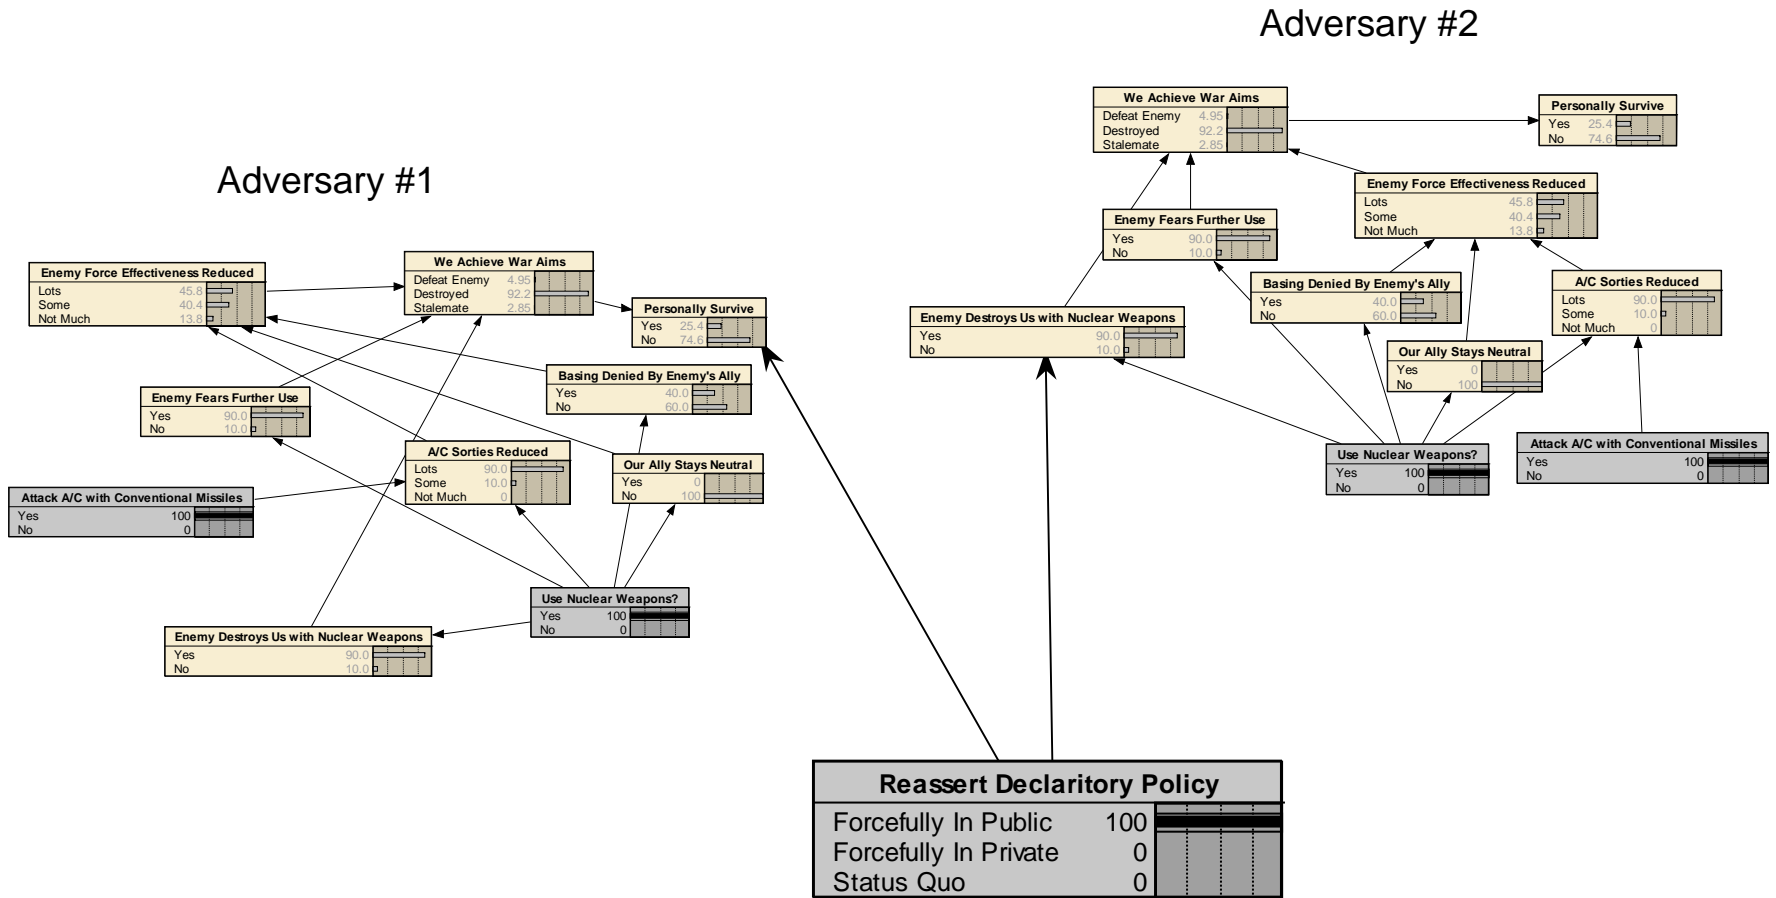 Adversary #2
Adversary #1
Enemy Force Effectiveness Reduced
Lots 45.8
Some 40.4
Not Much 13.8
We Achieve War Aims
Defeat Enemy 4.95
Destroyed 92.2
Stalemate 2.85
Personally Survive
Yes 25.4
No 74.6
Basing Denied By Enemy's Ally
Yes 40.0
No 60.0
Enemy Fears Further Use
Yes 90.0
No 10.0
A/C Sorties Reduced
Lots 90.0
Some 10.0
Not Much 0
Our Ally Stays Neutral
Yes 0
No 100
Attack A/C with Conventional Missiles
Yes 100
No 0
Use Nuclear Weapons?
Yes 100
No 0
Enemy Destroys Us with Nuclear Weapons
Yes 90.0
No 10.0
We Achieve War Aims
Defeat Enemy 4.95
Destroyed 92.2
Stalemate 2.85
Personally Survive
Yes 25.4
No 74.6
Enemy Force Effectiveness Reduced
Lots 45.8
Some 40.4
Not Much 13.8
Enemy Fears Further Use
Yes 90.0
No 10.0
Basing Denied By Enemy's Ally
Yes 40.0
No 60.0
A/C Sorties Reduced
Lots 90.0
Some 10.0
Not Much 0
Enemy Destroys Us with Nuclear Weapons
Yes 90.0
No 10.0
Our Ally Stays Neutral
Yes 0
No 100
Use Nuclear Weapons?
Yes 100
No 0
Attack A/C with Conventional Missiles
Yes 100
No 0
Reassert Declaritory Policy
Forcefully In Public 100
Forcefully In Private 0
Status Quo 0